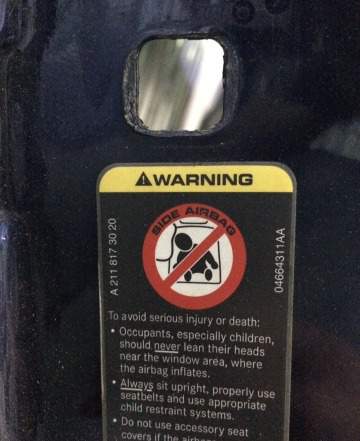 WARNING
SIDE AIRBAG
A 211 817 30 20
04664311AA
To avoid serious injury or death:
• Occupants, especially children,
should never lean their heads
near the window area, where
the airbag inflates.
• Always sit upright, properly use
seatbelts and use appropriate
child restraint systems.
• Do not use accessory seat
covers if the